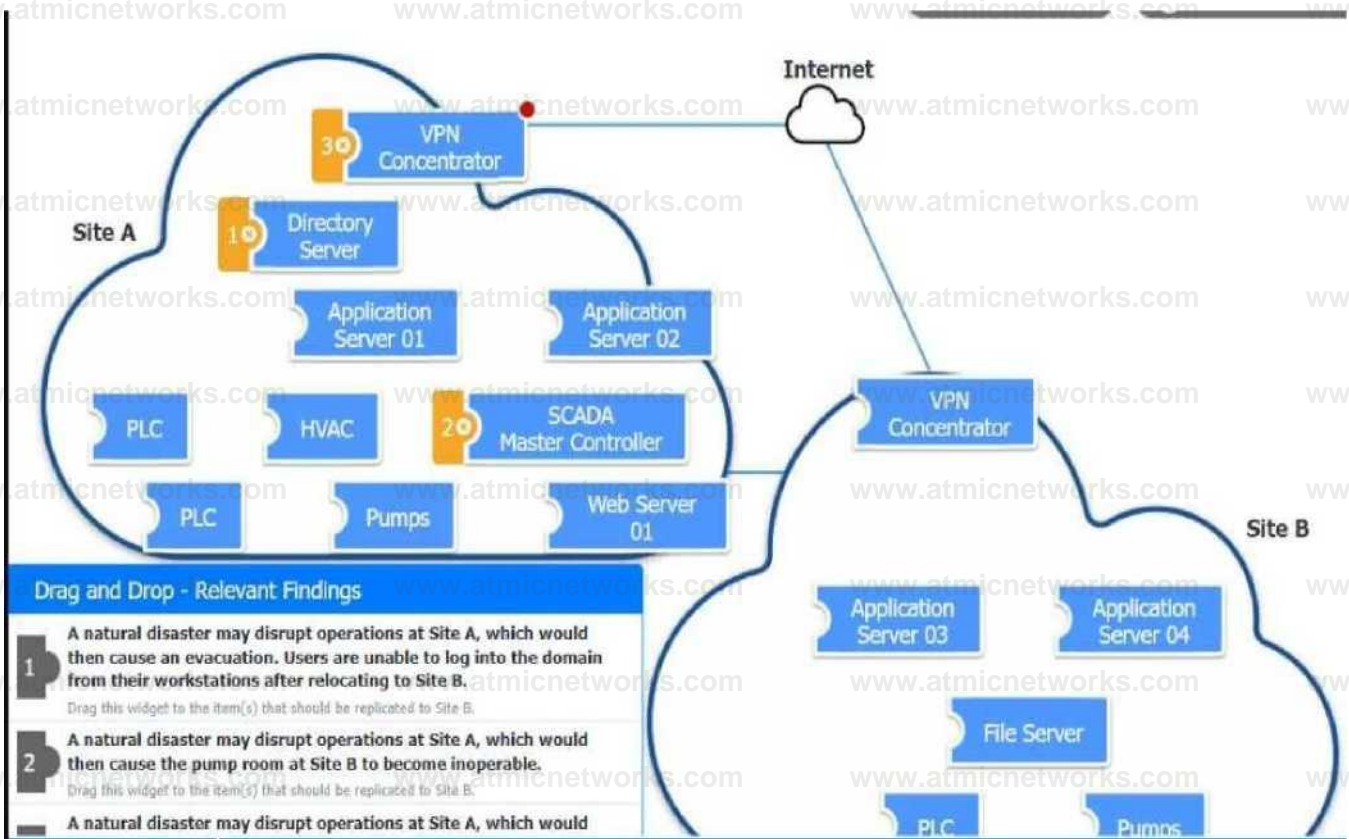 www.atmicnetworks.com
Internet
3
VPN
Concentrator
Site A
1
Directory
Server
Application
Server 01
Application
Server 02
PLC
HVAC
2
SCADA
Master Controller
VPN
Concentrator
PLC
Pumps
Web Server
01
Site B
Drag and Drop - Relevant Findings
1
A natural disaster may disrupt operations at Site A, which would
then cause an evacuation. Users are unable to log into the domain
from their workstations after relocating to Site B.
Drag this widget to the item(s) that should be replicated to Site B.
2
A natural disaster may disrupt operations at Site A, which would
then cause the pump room at Site B to become inoperable.
Drag this widget to the item(s) that should be replicated to Site B.
A natural disaster may disrupt operations at Site A, which would
Application
Server 03
Application
Server 04
File Server
PLC
Pumps